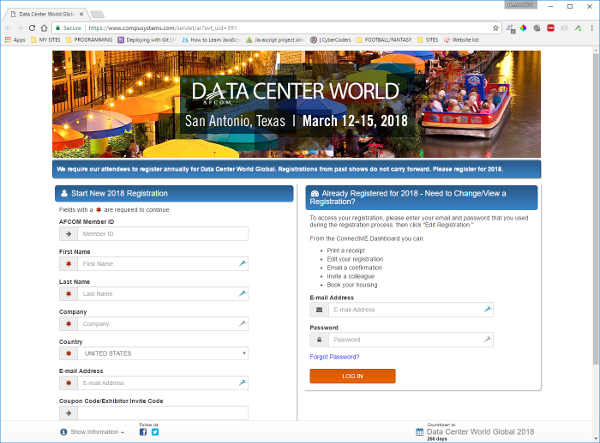 Data Center World Globa
Secure
https://www.compusystems.com/servlet/ar?evt_uid=591
Apps
MY SITES
PROGRAMMING
Deploying with Git
How to Learn JavaSc
Javascript project ide
| CyberCoders
FOOTBALL/FANTASY
SITES
Website list
DATA CENTER WORLD
AFCOM
San Antonio, Texas | March 12-15, 2018
We require our attendees to register annually for Data Center World Global. Registrations from past shows do not carry forward. Please register for 2018.
Start New 2018 Registration
Fields with a * are required to continue.
AFCOM Member ID
Member ID
First Name
First Name
Last Name
Last Name
Company
Company
Country
UNITED STATES
E-mail Address
E-mail Address
Coupon Code/Exhibitor Invite Code
Already Registered for 2018 - Need to Change/View a
Registration?
To access your registration, please enter your email and password that you used
during the registration process, then click "Edit Registration."
From the ConnectME Dashboard you can:
• Print a receipt
• Edit your registration
• Email a confirmation
• Invite a colleague
• Book your housing
E-mail Address
E-mail Address
Password
Password
Forgot Password?
LOG IN
Show Information
Follow Us
Countdown to
Data Center World Global 2018